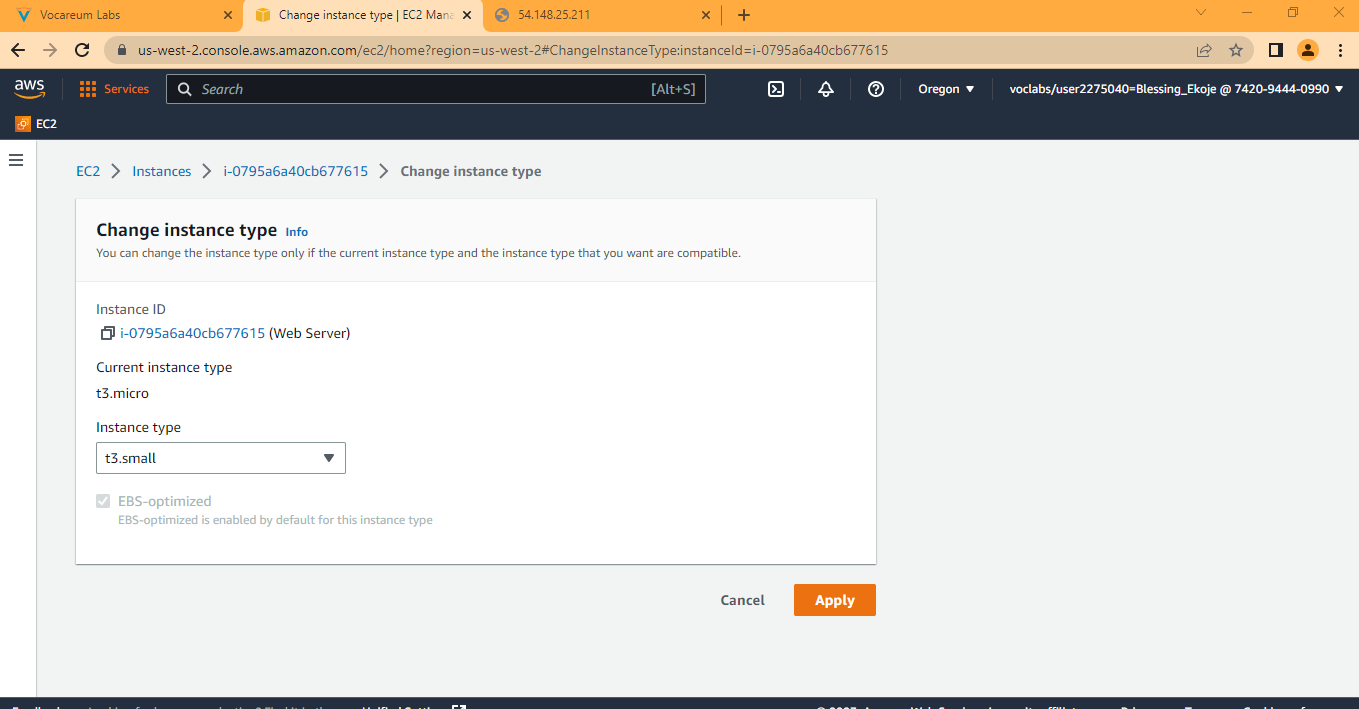 Vocareum Labs
Change instance type | EC2 Mana
54.148.25.211
us-west-2.console.aws.amazon.com/ec2/home?region=us-west-2#ChangeInstanceType:instanceId=i-0795a6a40cb677615
aws
Services
Search
[Alt+S]
Oregon
voclabs/user2275040=Blessing_Ekoje @ 7420-9444-0990
EC2
EC2 Instances i-0795a6a40cb677615 Change instance type
Change instance type Info
You can change the instance type only if the current instance type and the instance type that you want are compatible.
Instance ID
i-0795a6a40cb677615 (Web Server)
Current instance type
t3.micro
Instance type
t3.small
EBS-optimized
EBS-optimized is enabled by default for this instance type
Cancel
Apply